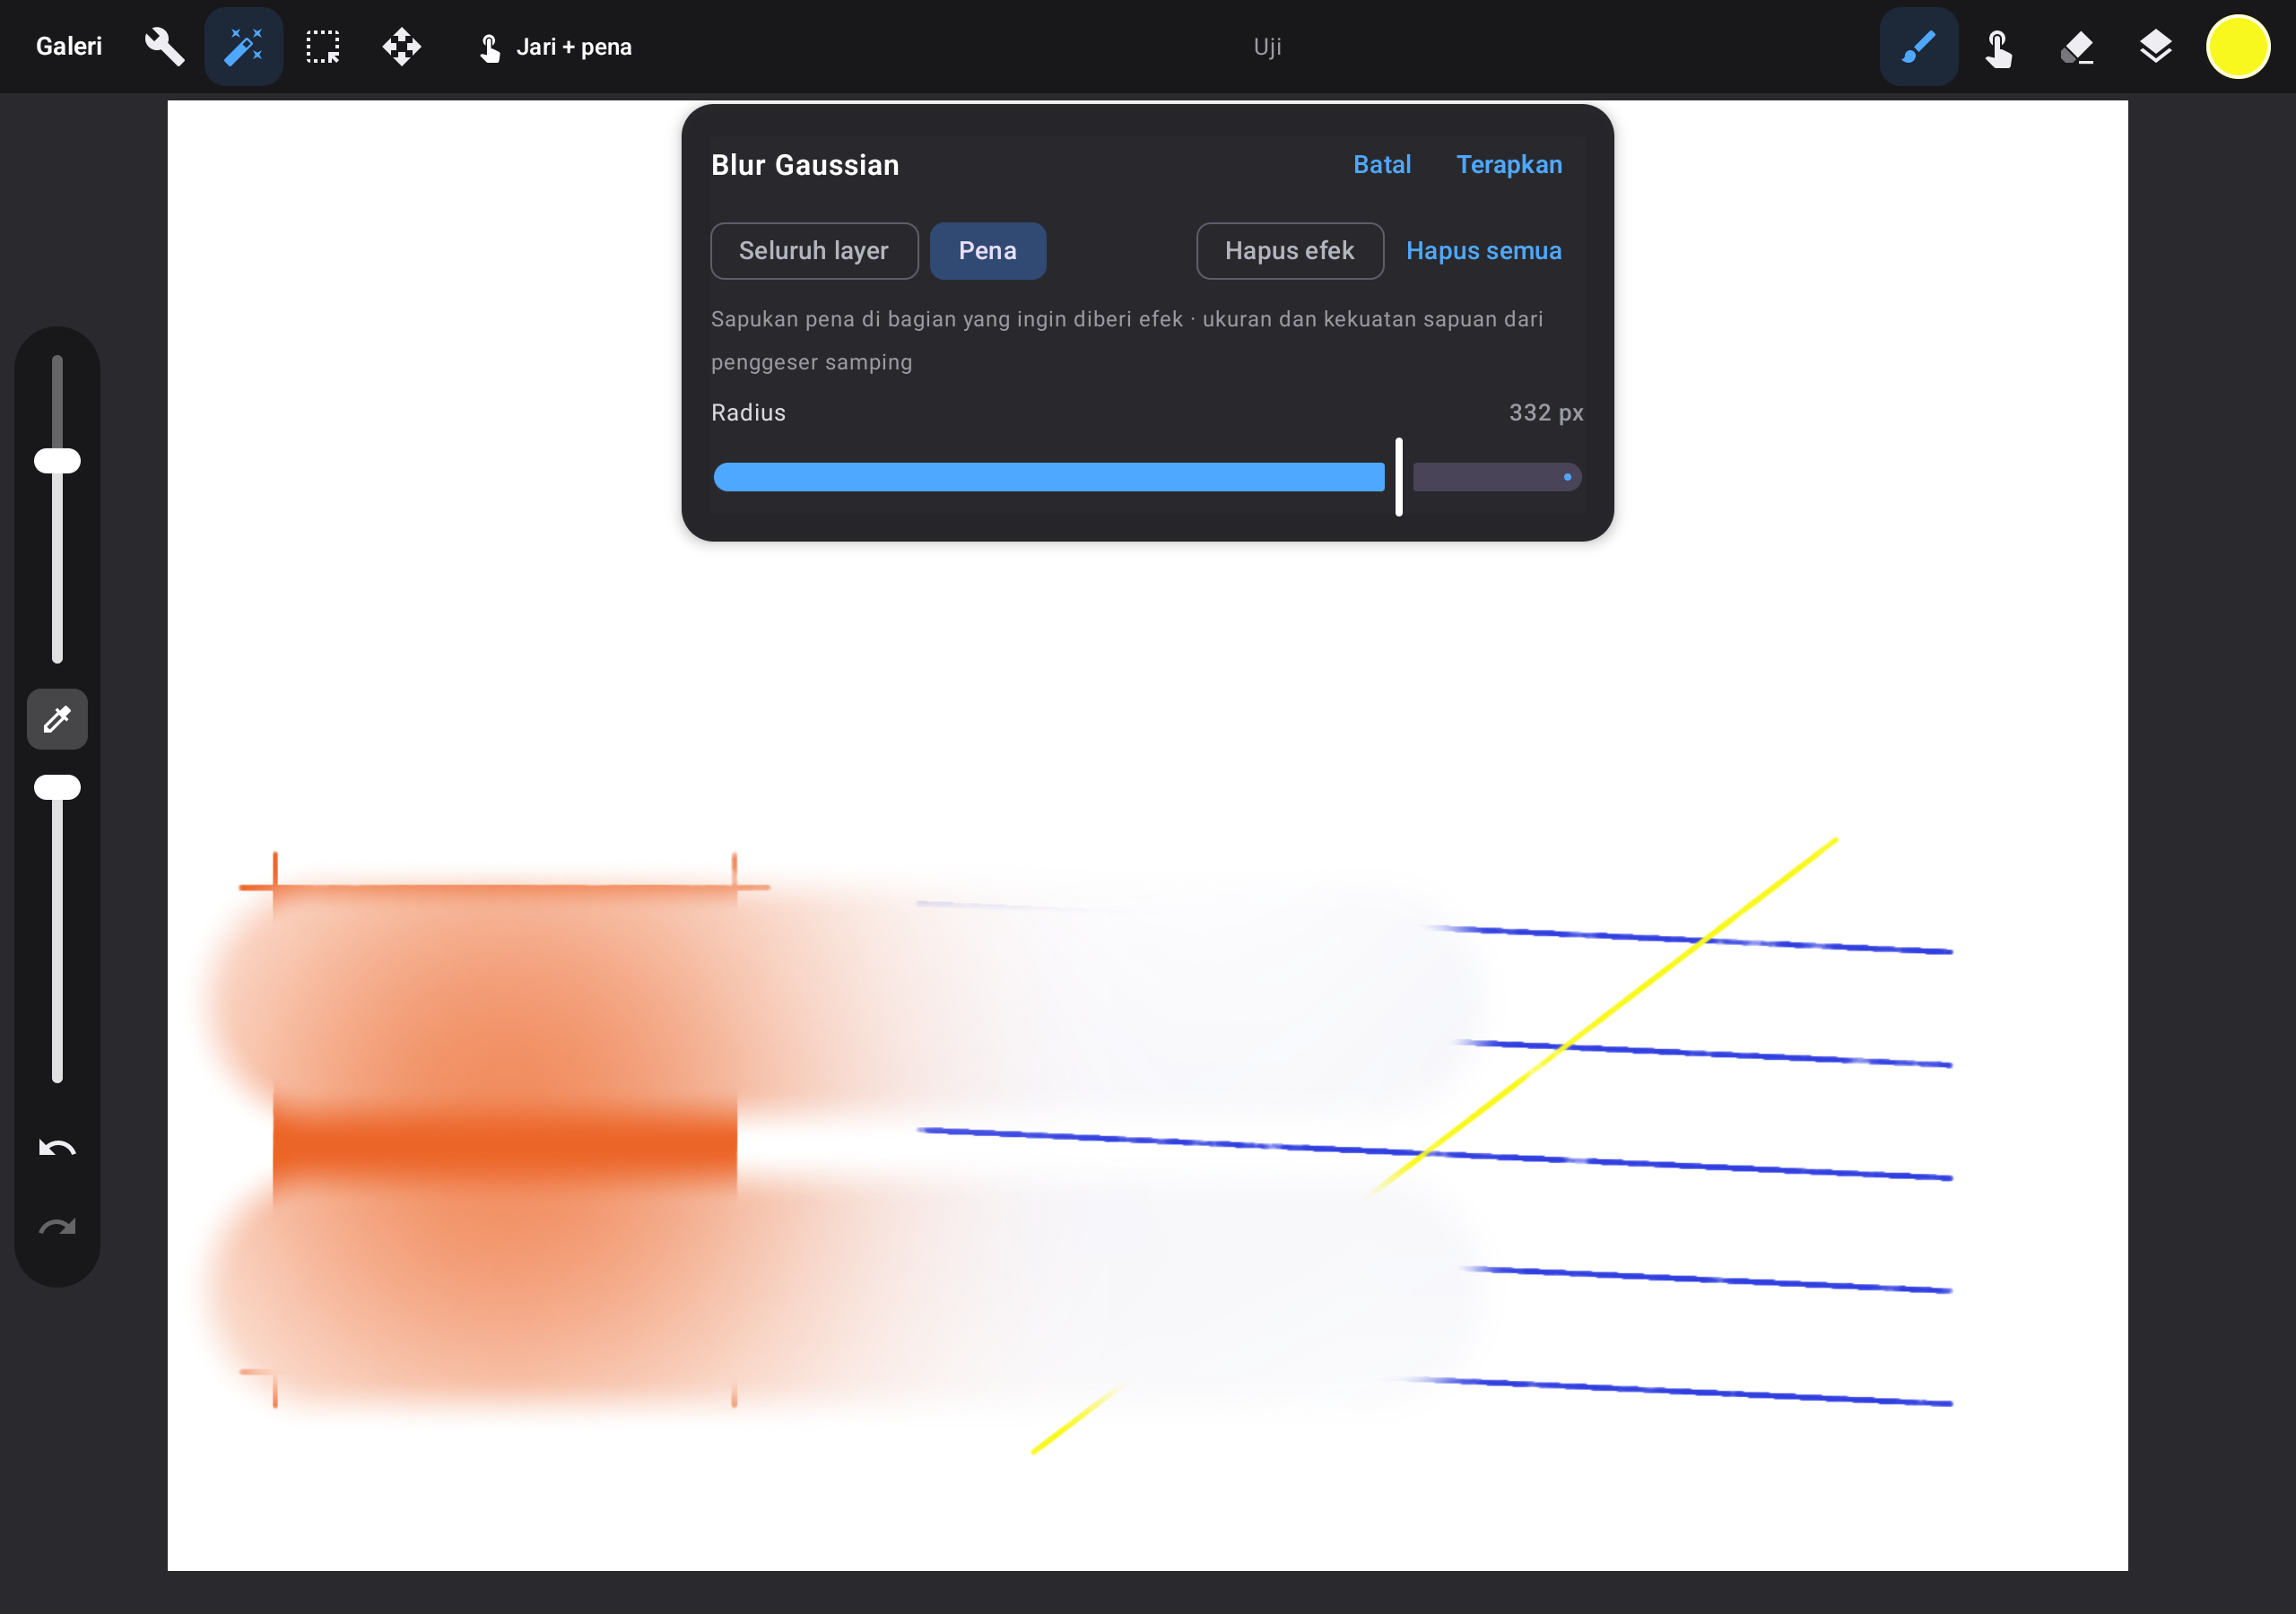 Galeri
Jari + pena
Uji
Blur Gaussian
Batal
Terapkan
Seluruh layer
Pena
Hapus efek
Hapus semua
Sapukan pena di bagian yang ingin diberi efek · ukuran dan kekuatan sapuan dari
penggeser samping
Radius
332 px